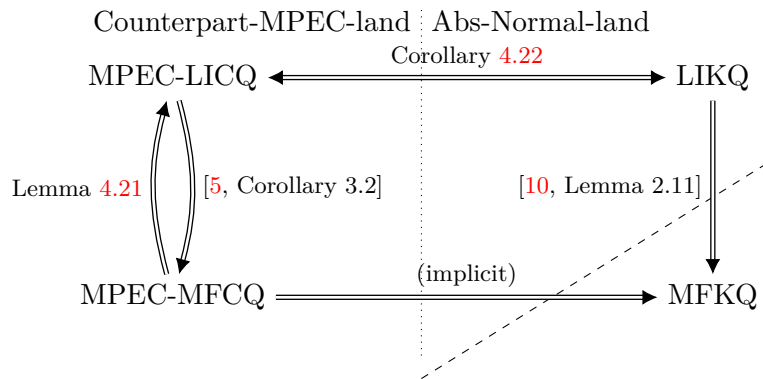 Counterpart-MPEC-land Abs-Normal-land
Corollary 4.22
MPEC-LICQ LIKQ
Lemma 4.21 [5, Corollary 3.2] [10, Lemma 2.11]
(implicit)
MPEC-MFCQ MFKQ